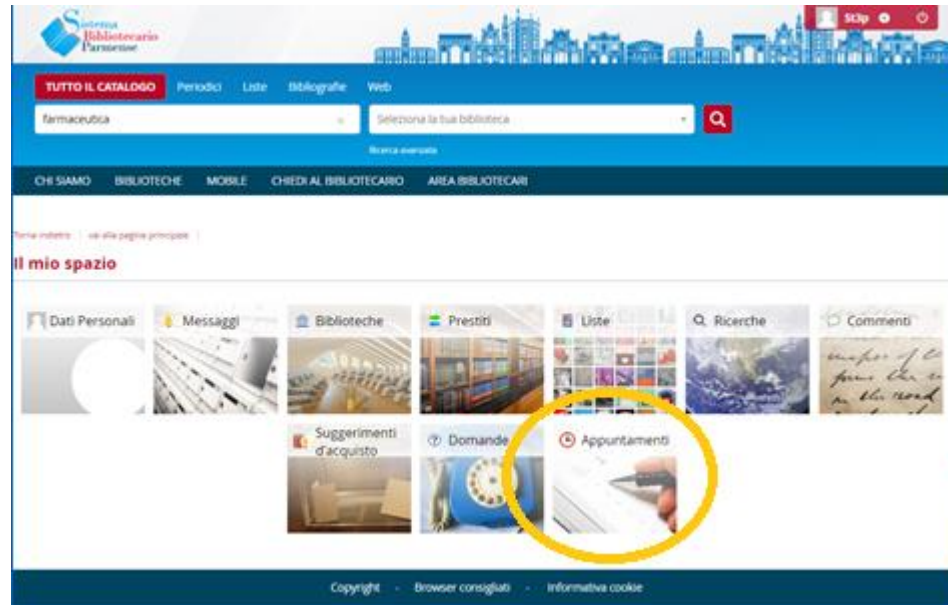 Sistema
Bibliotecario
Parmense
St3p
TUTTO IL CATALOGO Periodici Liste Bibliografie Web
farmaceutica
Seleziona la tua biblioteca
Ricerca avanzata
CHI SIAMO BIBLIOTECHE MOBILE CHIEDI AL BIBLIOTECARIO AREA BIBLIOTECARI
Torna indietro | vai alla pagina principale |
Il mio spazio
Dati Personali Messaggi Biblioteche Prestiti Liste Ricerche Commenti
Suggerimenti
d'acquisto
Domande Appuntamenti
Copyright - Browser consigliati - Informativa cookie